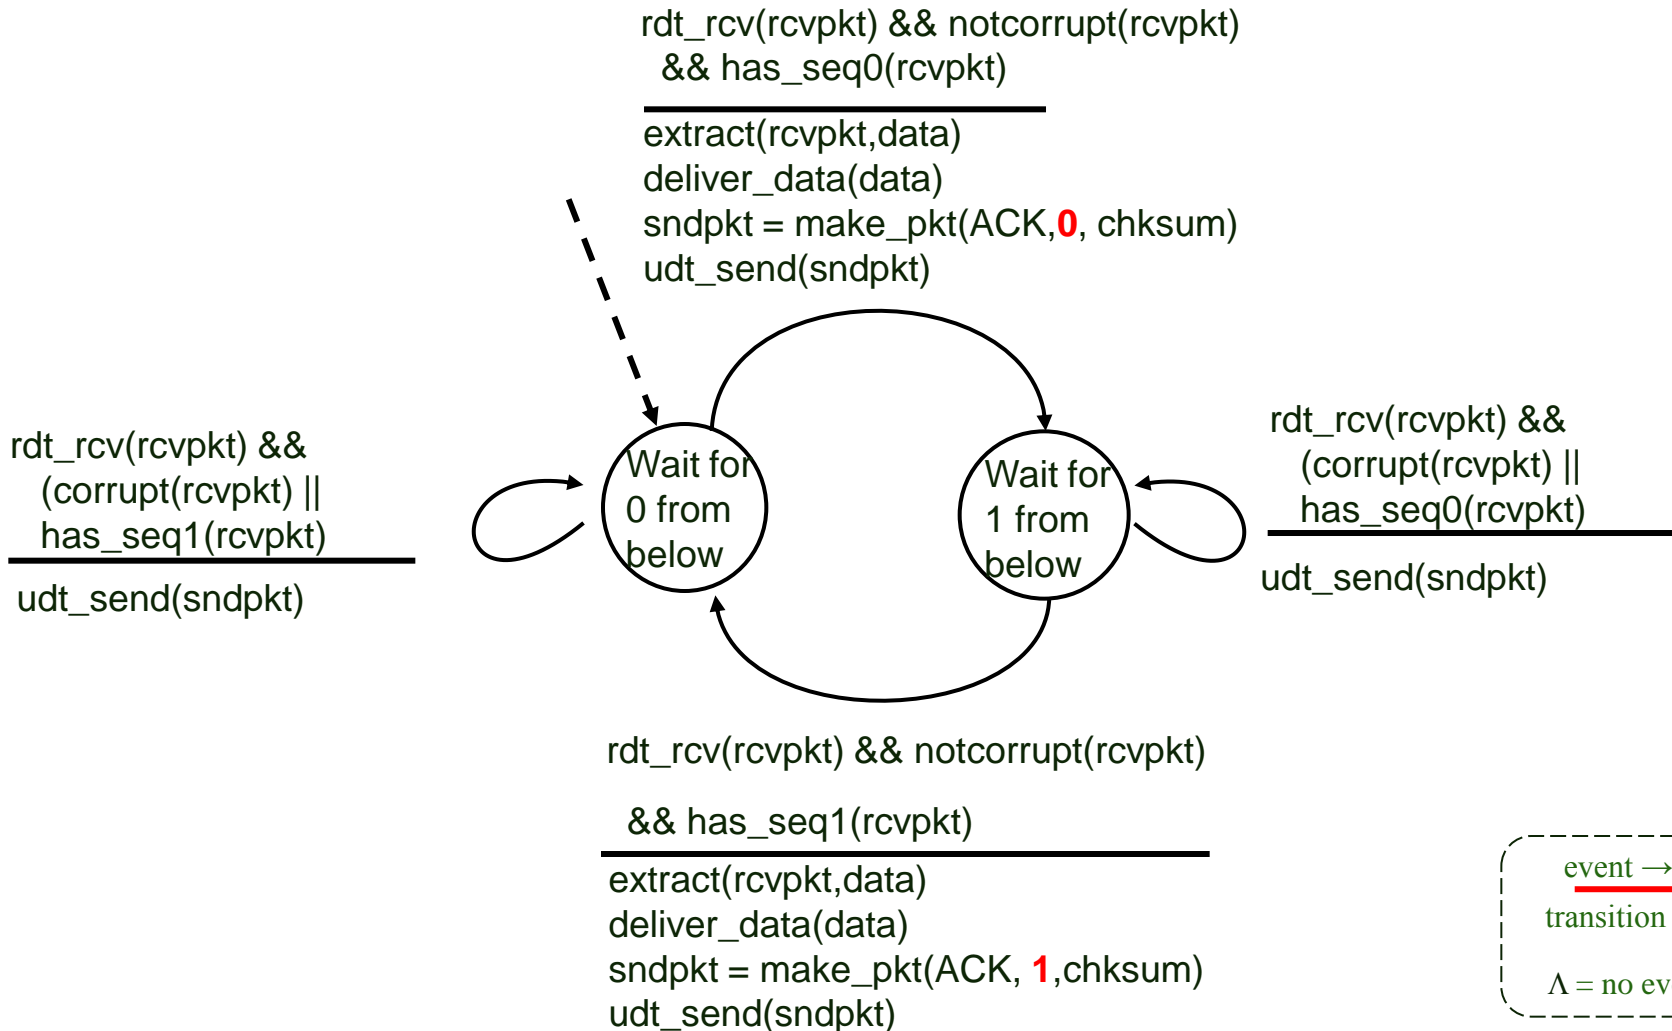 rdt_rcv(rcvpkt) && notcorrupt(rcvpkt)
&& has_seq0(rcvpkt)
extract(rcvpkt,data)
deliver_data(data)
sndpkt = make_pkt(ACK,0, chksum)
udt_send(sndpkt)
rdt_rcv(rcvpkt) &&
(corrupt(rcvpkt) ||
has_seq1(rcvpkt)
udt_send(sndpkt)
Wait for
0 from
below
Wait for
1 from
below
rdt_rcv(rcvpkt) &&
(corrupt(rcvpkt) ||
has_seq0(rcvpkt)
udt_send(sndpkt)
rdt_rcv(rcvpkt) && notcorrupt(rcvpkt)
&& has_seq1(rcvpkt)
extract(rcvpkt,data)
deliver_data(data)
sndpkt = make_pkt(ACK, 1,chksum)
udt_send(sndpkt)
event →
transition
Λ = no ev